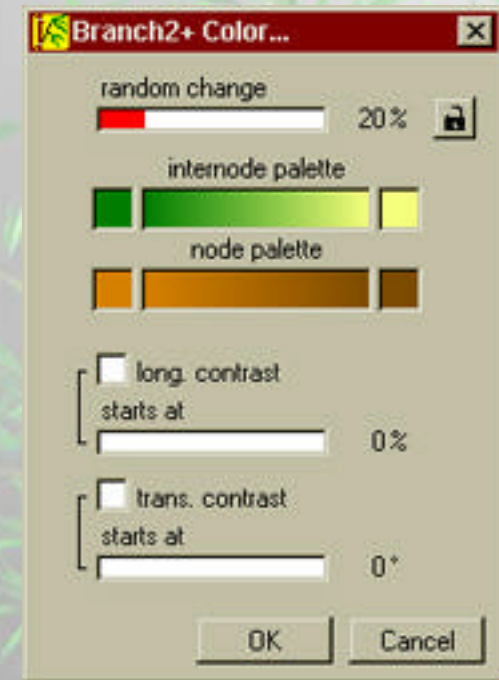 Branch2+ Color...
random change
20%
internode palette
node palette
long. contrast
starts at
0%
trans. contrast
starts at
0°
OK Cancel